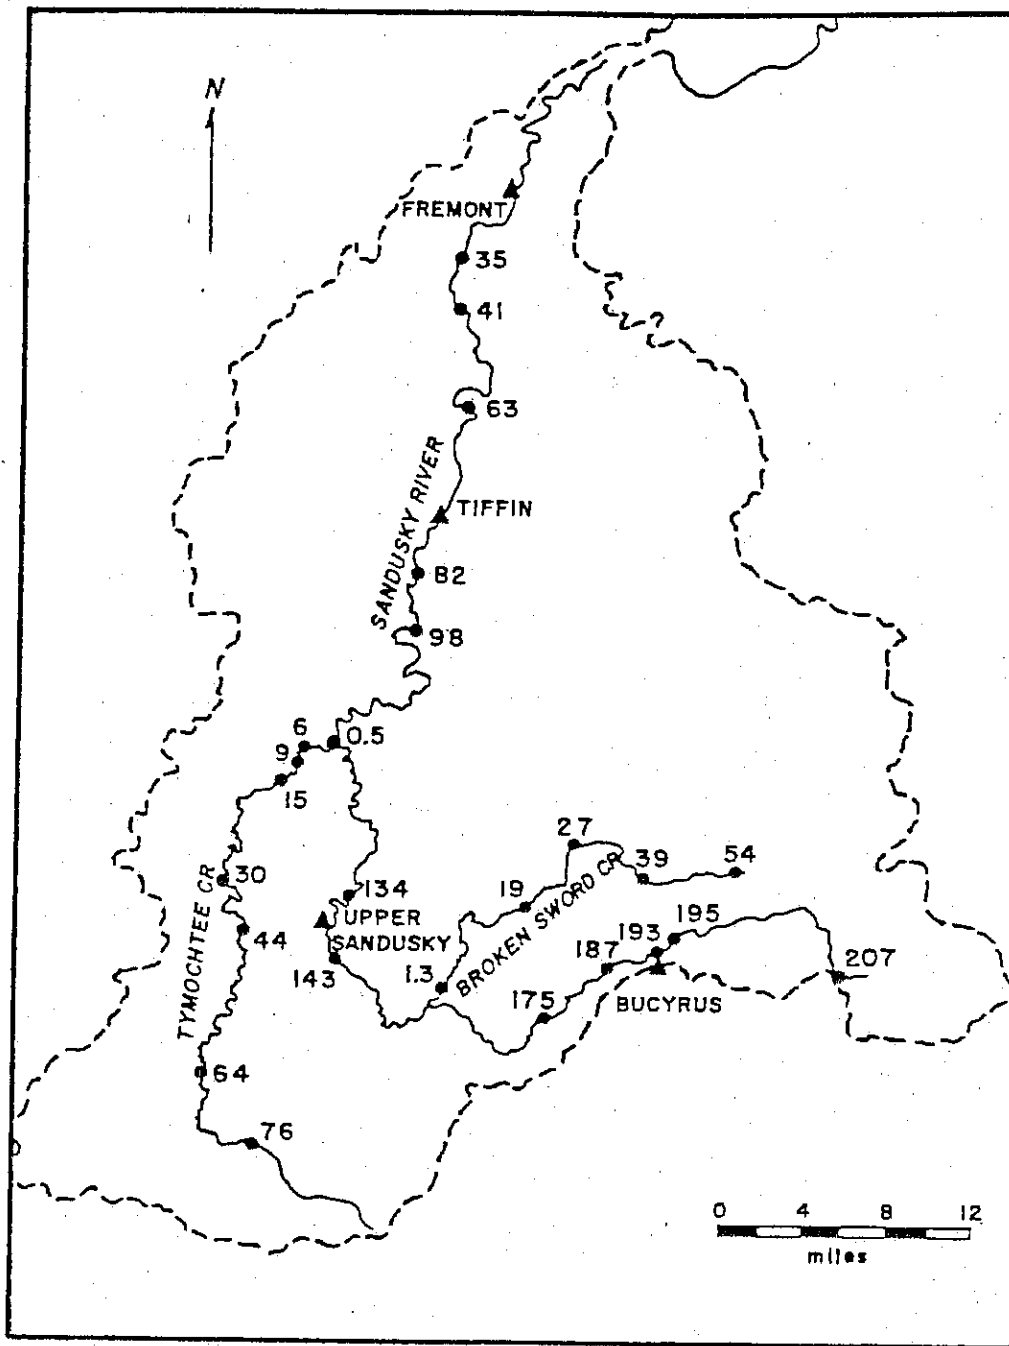 N
FREMONT
35
41
63
SANDUSKY RIVER
TIFFIN
82
98
6
0.5
9
15
27
39
54
30
19
134
TYMOCHTEE CR
44
UPPER
SANDUSKY
BROKEN SWORD CR
195
193
143
1.3
187
207
175
BUCYRUS
64
76
0 4 8 12
miles